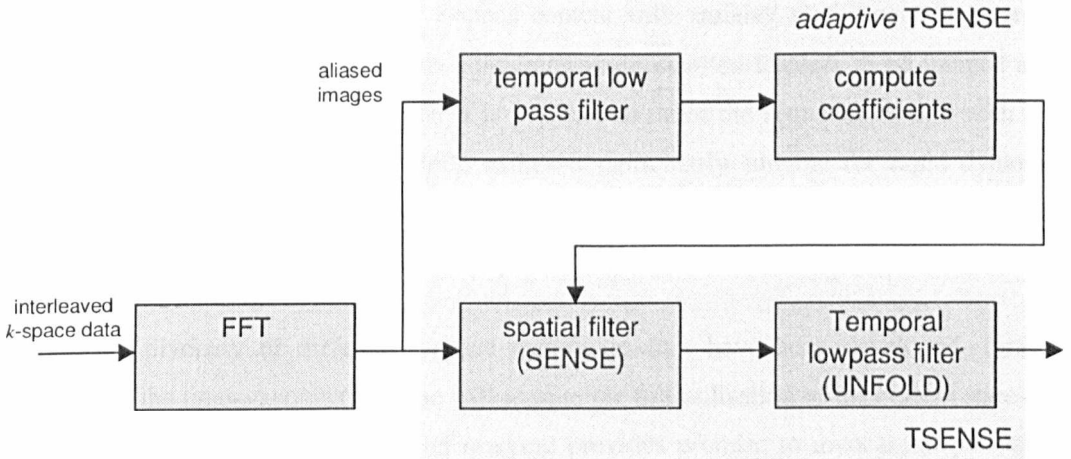 adaptive TSENSE
aliased
images
temporal low
pass filter
compute
coefficients
interleaved
k-space data
FFT
spatial filter
(SENSE)
Temporal
lowpass filter
(UNFOLD)
TSENSE